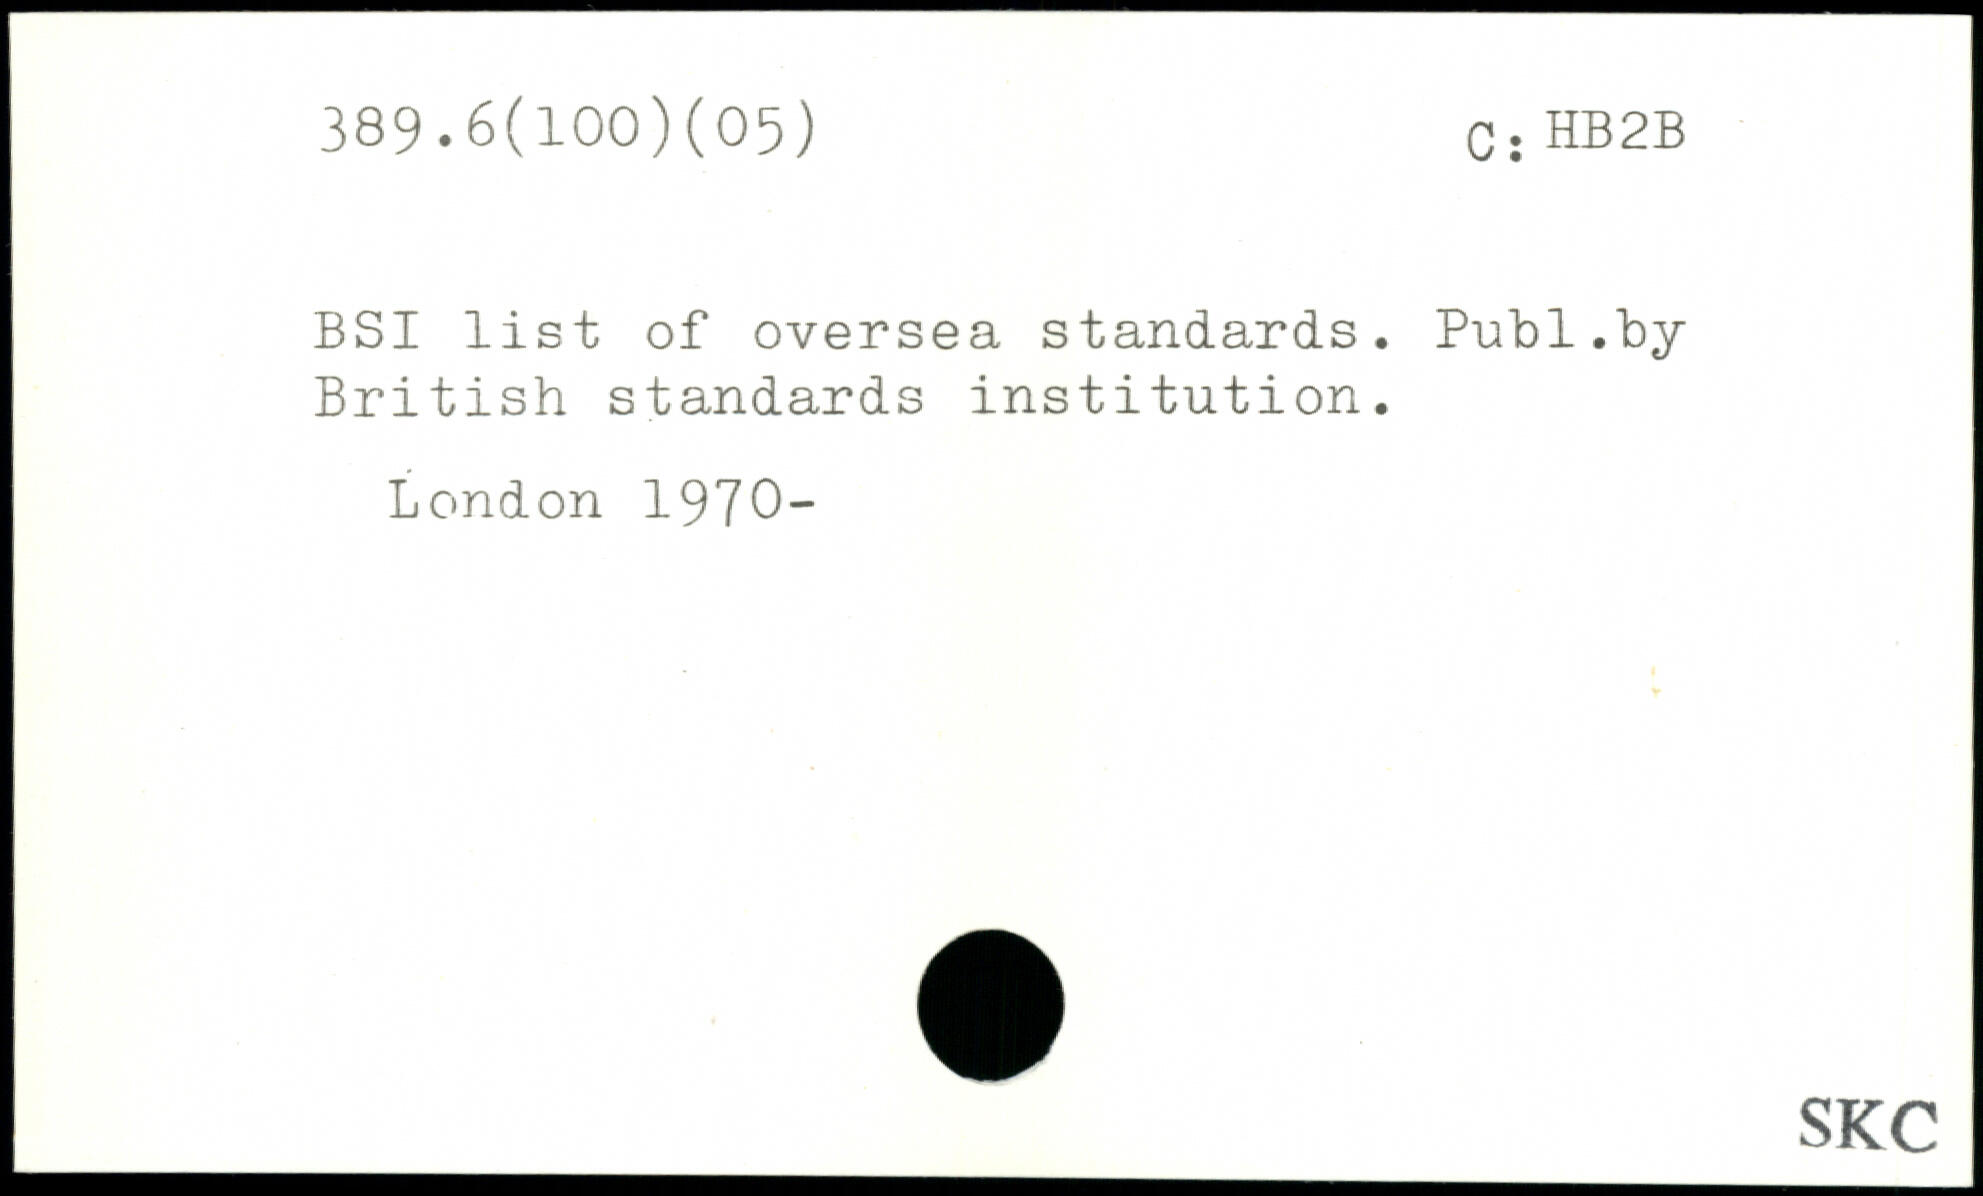 389.6(100)(05) C: HB2B
BSI list of oversea standards. Publ.by
British standards institution.
London 1970-
SKC